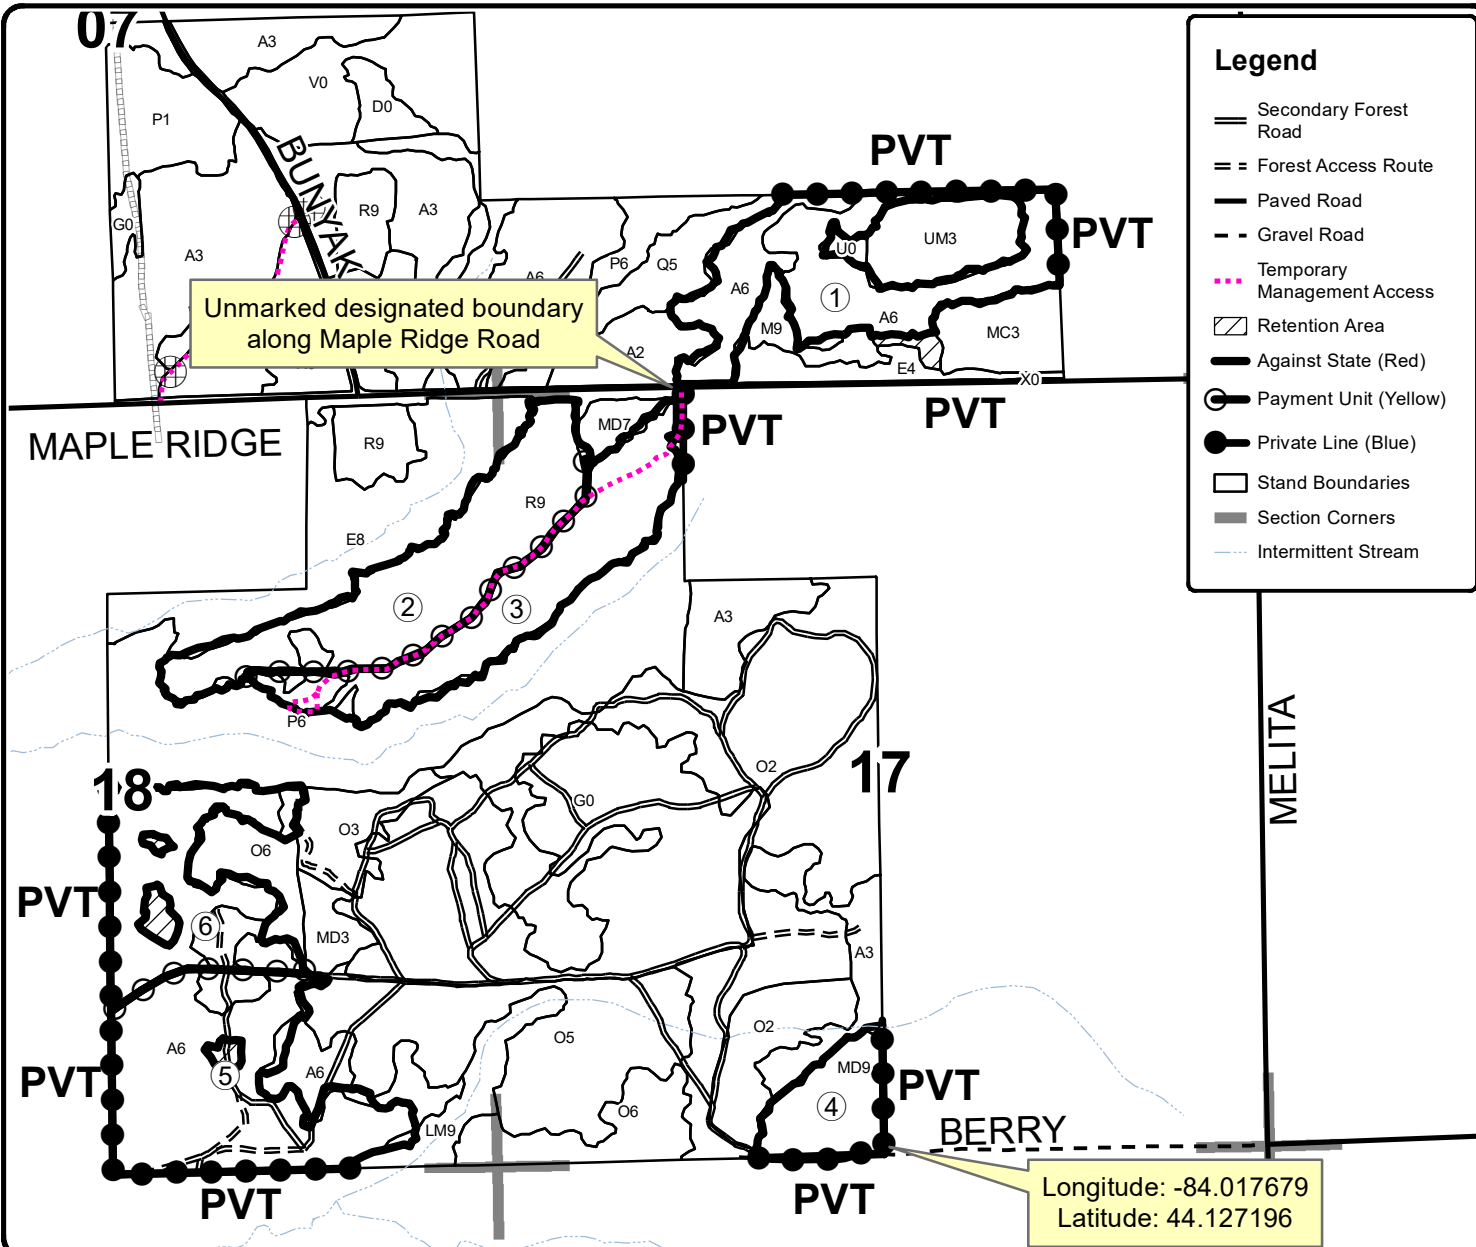 07
A3
V0
D0
P1
BUNYAK
PVT
R9
A3
G0
PVT
A3
UM3
U0
P6
Q5
A6
A6
1
A6
M9
MC3
Unmarked designated boundary
along Maple Ridge Road
A2
E4
X0
PVT
MAPLE RIDGE
R9
MD7
PVT
R9
E8
2
3
A3
P6
18
17
MELITA
O2
G0
O3
O6
PVT
6
MD3
A3
O5
O2
A6
5
A6
MD9
PVT
PVT
4
O6
LM9
BERRY
PVT
PVT
Longitude: -84.017679
Latitude: 44.127196
Legend
Secondary Forest
Road
Forest Access Route
Paved Road
Gravel Road
Temporary
Management Access
Retention Area
Against State (Red)
Payment Unit (Yellow)
Private Line (Blue)
Stand Boundaries
Section Corners
Intermittent Stream